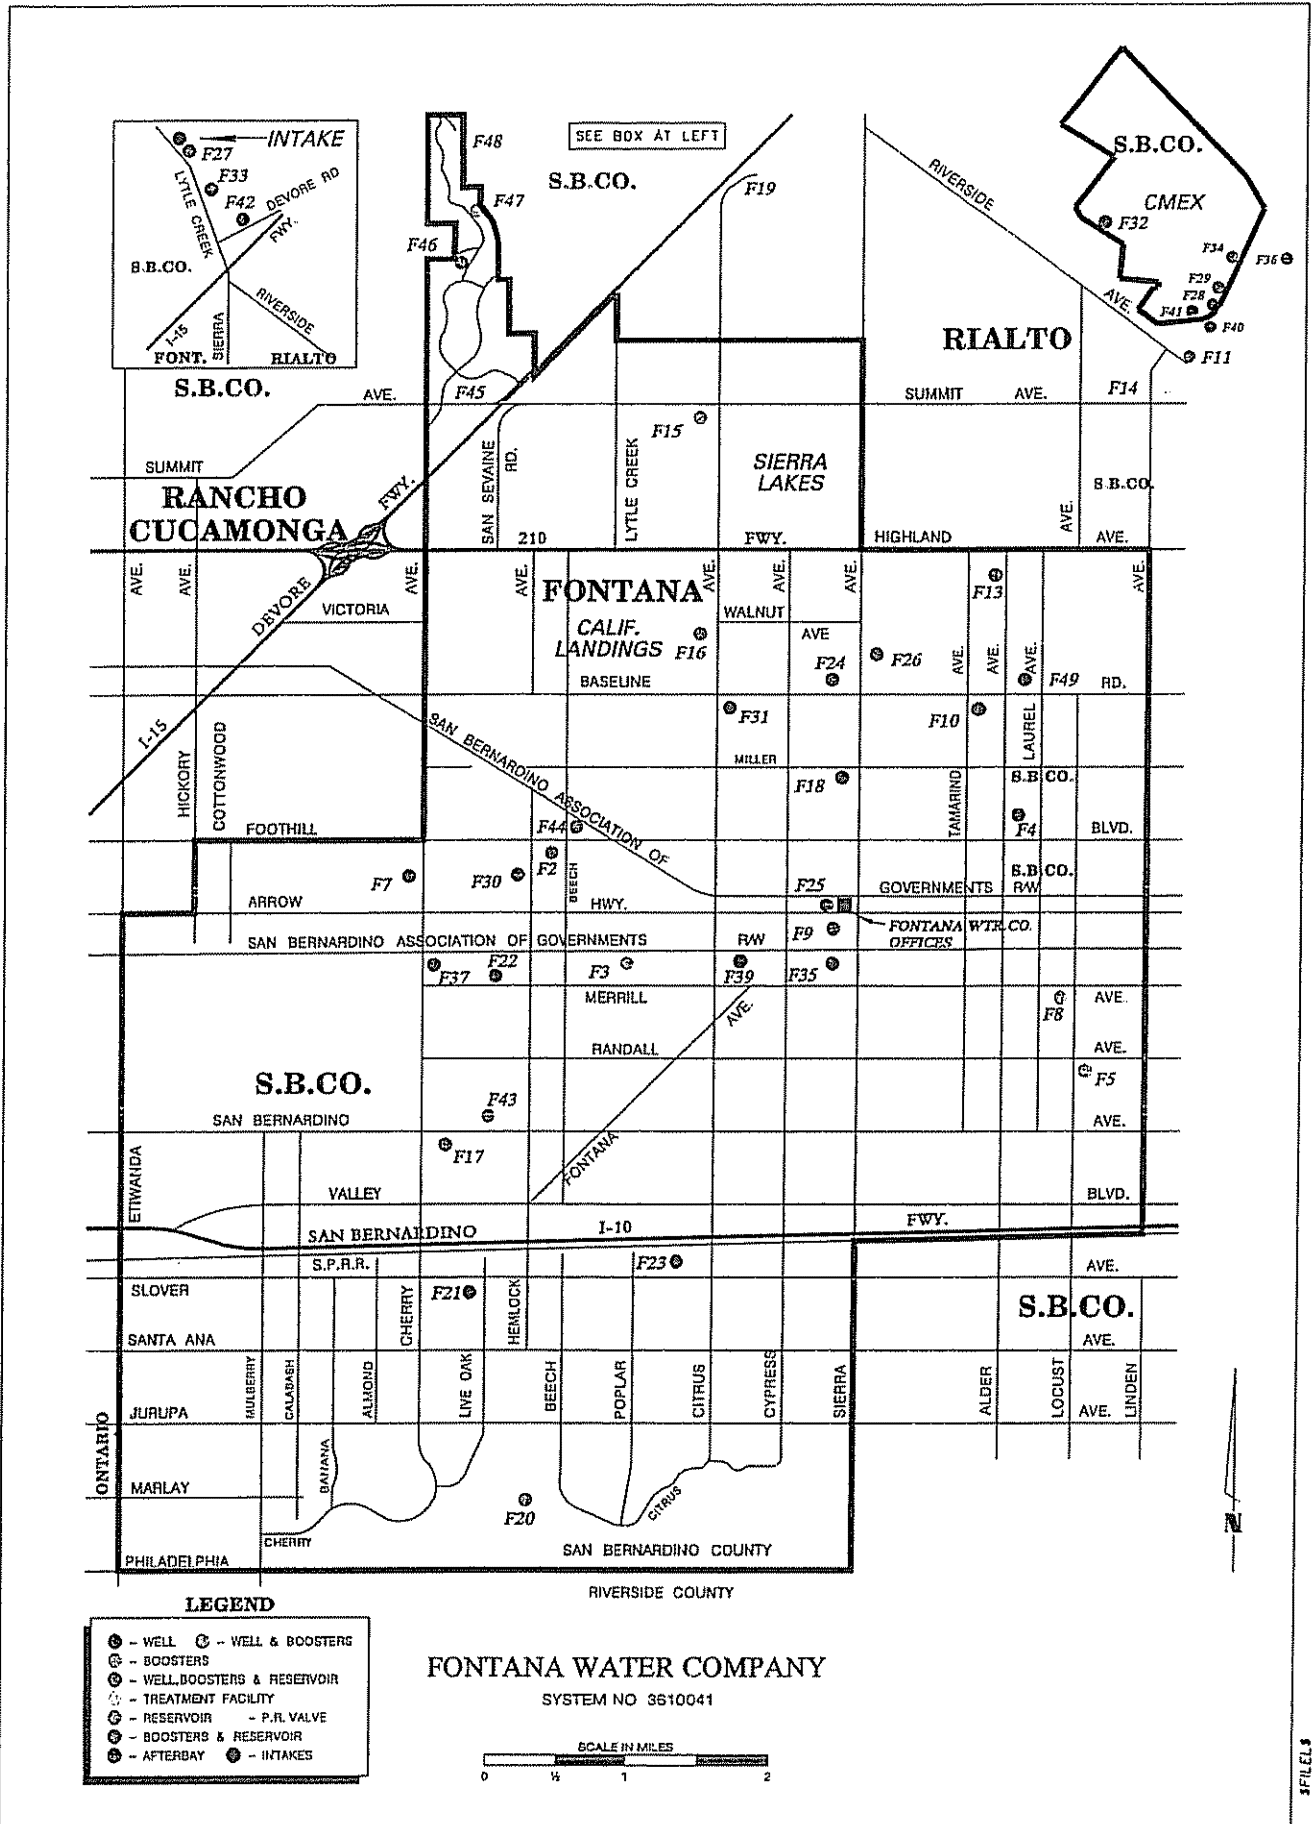 INTAKE
F27
F33
F42
DEVORE RD
LYTLE CREEK
FWY.
S.B.CO.
RIVERSIDE
I-15
SIERRA
FONT.
RIALTO
SEE BOX AT LEFT
S.B.CO.
F48
F47
F46
F45
F19
RIVERSIDE
AVE.
S.B.CO.
CMEX
F32
F34
F36
F29
F28
F41
F40
F11
F14
RIALTO
S.B.CO.
AVE.
SUMMIT AVE.
F15
SIERRA
LAKES
SAN SEVAINE
RD.
LYTLE CREEK
SUMMIT
RANCHO
CUCAMONGA
FWY.
S.B.CO.
AVE.
210
FWY.
HIGHLAND
AVE.
AVE.
AVE.
AVE.
AVE.
AVE.
AVE.
AVE.
AVE.
DEVORE
VICTORIA
FONTANA
CALIF.
LANDINGS
F16
WALNUT
AVE
F13
F24
F26
AVE.
AVE.
AVE.
F49
BASELINE
RD.
I-15
F31
F10
LAUREL
SAN BERNARDINO ASSOCIATION OF
HICKORY
COTTONWOOD
MILLER
F18
TAMARIND
S.B.CO.
F4
FOOTHILL
F44
BLVD.
F2
F7
F30
BEECH
S.B.CO.
F25
GOVERNMENTS R/W
ARROW
HWY.
FONTANA WTR.CO.
OFFICES
F9
SAN BERNARDINO ASSOCIATION OF GOVERNMENTS
R/W
F37
F22
F3
F39
F35
MERRILL
AVE.
F8
AVE.
RANDALL
AVE.
F5
S.B.CO.
F43
SAN BERNARDINO
AVE.
F17
FONTANA
ETIWANDA
VALLEY
BLVD.
SAN BERNARDINO
I-10
FWY.
S.P.R.R.
F23
AVE.
SLOVER
F21
S.B.CO.
SANTA ANA
AVE.
CHERRY
HEMLOCK
MULBERRY
CALABASH
ALMOND
LIVE OAK
BEECH
POPLAR
CITRUS
CYPRESS
SIERRA
ALDER
LOCUST
LINDEN
JURUPA
AVE.
ONTARIO
BANANA
MARLAY
F20
CITRUS
CHERRY
N
SAN BERNARDINO COUNTY
PHILADELPHIA
RIVERSIDE COUNTY
LEGEND
- WELL - WELL & BOOSTERS
- BOOSTERS
- WELL,BOOSTERS & RESERVOIR
- TREATMENT FACILITY
- RESERVOIR - P.R. VALVE
- BOOSTERS & RESERVOIR
- AFTERBAY - INTAKES
FONTANA WATER COMPANY
SYSTEM NO 3610041
SCALE IN MILES
0 ½ 1 2
$FILEL$